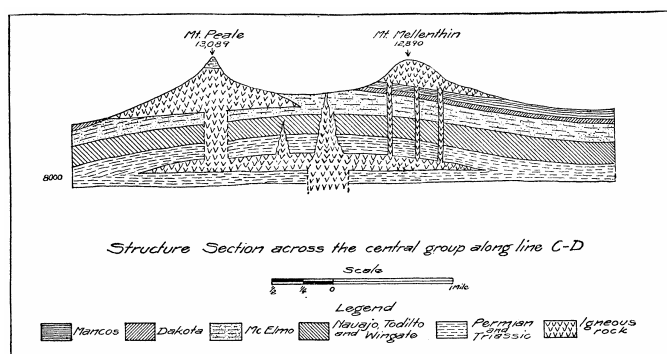 Mt. Peale
13,089
Mt. Mellenthin
12,890
8000
Structure Section across the central group along line C-D
Scale
½ ¼ 0 1 mile
Legend
Mancos
Dakota
Mc Elmo
Navajo, Todilto
and Wingate
Permian
and
Triassic
Igneous
rock